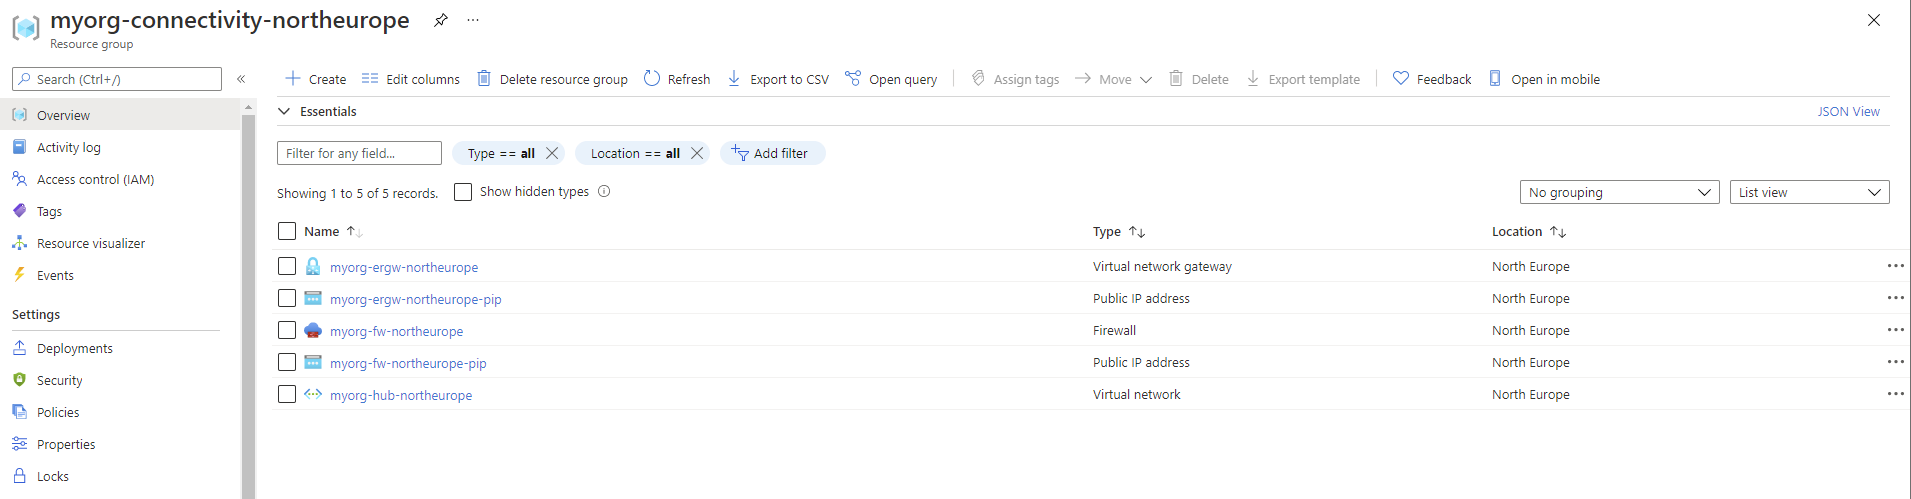 myorg-connectivity-northeurope
Resource group
Search (Ctrl+/)
Overview
Activity log
Access control (IAM)
Tags
Resource visualizer
Events
Settings
Deployments
Security
Policies
Properties
Locks
Create Edit columns Delete resource group Refresh Export to CSV Open query Assign tags Move Delete Export template Feedback Open in mobile
Essentials JSON View
Filter for any field... Type == all Location == all Add filter
Showing 1 to 5 of 5 records. Show hidden types No grouping List view
Name Type Location
myorg-ergw-northeurope Virtual network gateway North Europe
myorg-ergw-northeurope-pip Public IP address North Europe
myorg-fw-northeurope Firewall North Europe
myorg-fw-northeurope-pip Public IP address North Europe
myorg-hub-northeurope Virtual network North Europe